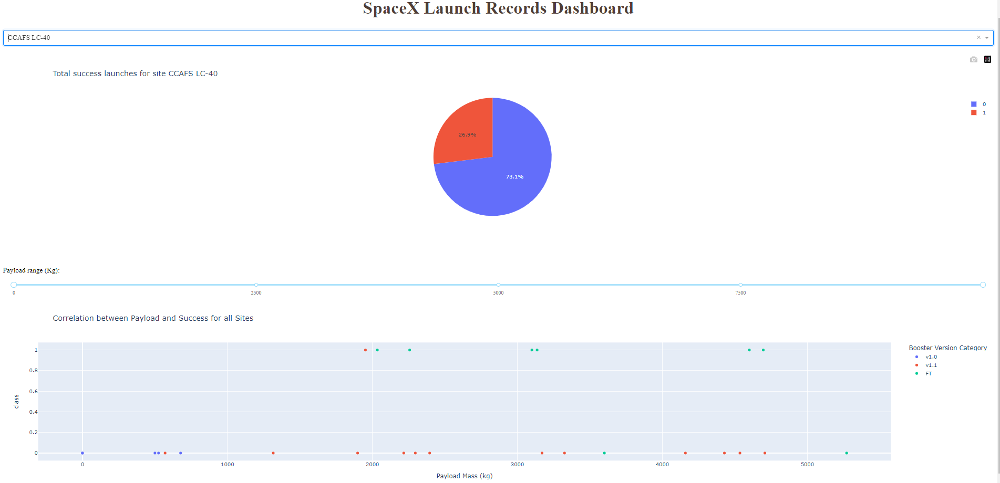 SpaceX Launch Records Dashboard
CCAFS LC-40
×
Total success launches for site CCAFS LC-40
0
1
26.9%
73.1%
Payload range (Kg):
0 2500 5000 7500
Correlation between Payload and Success for all Sites
Booster Version Category
v1.0
v1.1
FT
class
1
0.8
0.6
0.4
0.2
0
0 1000 2000 3000 4000 5000
Payload Mass (kg)